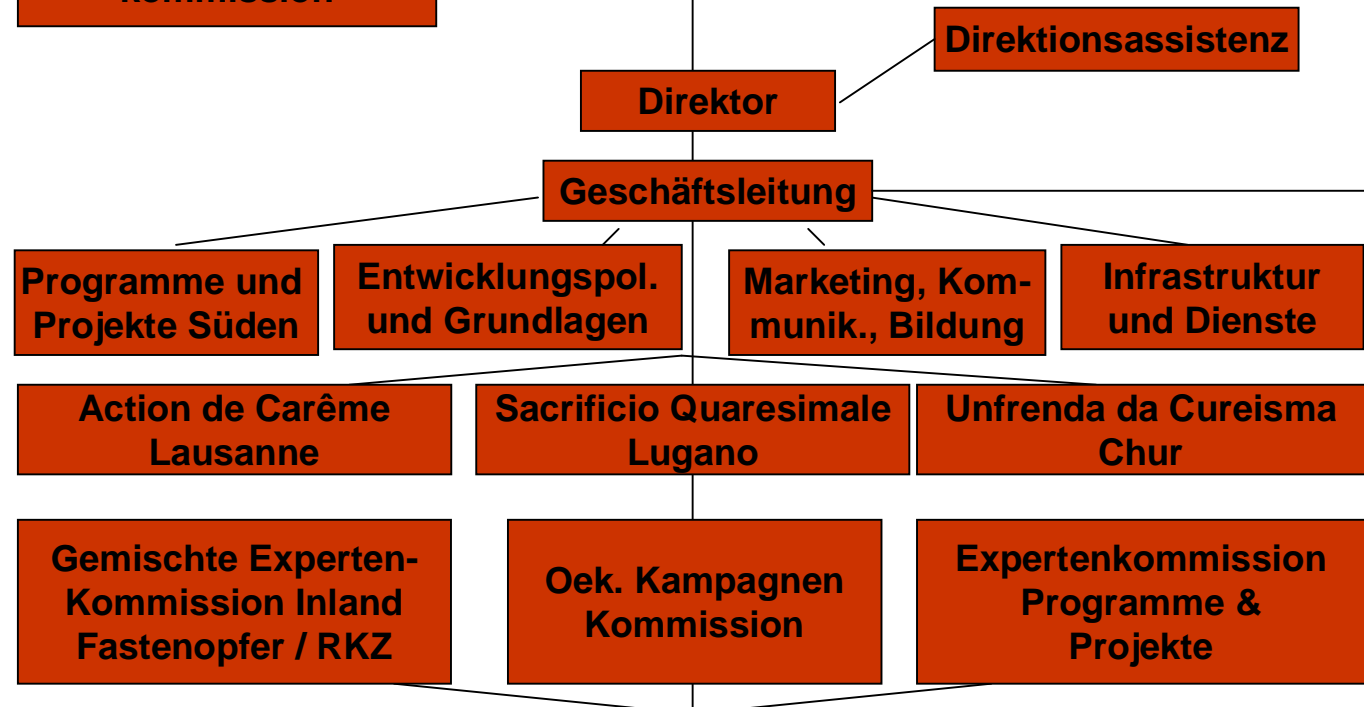 kommission
Direktionsassistenz
Direktor
Geschäftsleitung
Programme und
Projekte Süden
Entwicklungspol.
und Grundlagen
Marketing, Kom-
munik., Bildung
Infrastruktur
und Dienste
Action de Carême
Lausanne
Sacrificio Quaresimale
Lugano
Unfrenda da Cureisma
Chur
Gemischte Experten-
Kommission Inland
Fastenopfer / RKZ
Oek. Kampagnen
Kommission
Expertenkommission
Programme &
Projekte